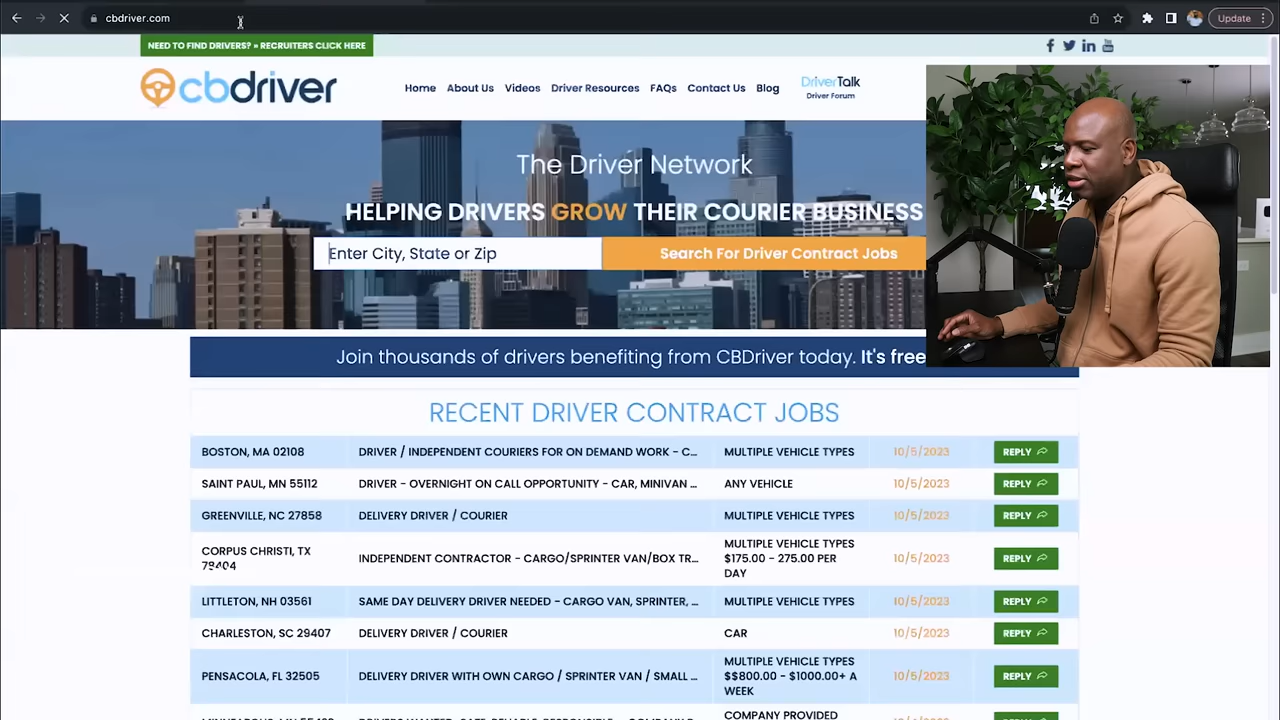 cbdriver.com
Update
NEED TO FIND DRIVERS? » RECRUITERS CLICK HERE
cbdriver
Home About Us Videos Driver Resources FAQs Contact Us Blog
DriverTalk
Driver Forum
The Driver Network
HELPING DRIVERS GROW THEIR COURIER BUSINESS
Enter City, State or Zip
Search For Driver Contract Jobs
Join thousands of drivers benefiting from CBDriver today. It's free
RECENT DRIVER CONTRACT JOBS
BOSTON, MA 02108 DRIVER / INDEPENDENT COURIERS FOR ON DEMAND WORK - C... MULTIPLE VEHICLE TYPES 10/5/2023 REPLY
SAINT PAUL, MN 55112 DRIVER - OVERNIGHT ON CALL OPPORTUNITY - CAR, MINIVAN ... ANY VEHICLE 10/5/2023 REPLY
GREENVILLE, NC 27858 DELIVERY DRIVER / COURIER MULTIPLE VEHICLE TYPES 10/5/2023 REPLY
CORPUS CHRISTI, TX
INDEPENDENT CONTRACTOR - CARGO/SPRINTER VAN/BOX TR...
MULTIPLE VEHICLE TYPES
$175.00 - 275.00 PER
DAY
10/5/2023 REPLY
LITTLETON, NH 03561 SAME DAY DELIVERY DRIVER NEEDED - CARGO VAN, SPRINTER, ... MULTIPLE VEHICLE TYPES 10/5/2023 REPLY
CHARLESTON, SC 29407 DELIVERY DRIVER / COURIER CAR 10/5/2023 REPLY
PENSACOLA, FL 32505 DELIVERY DRIVER WITH OWN CARGO / SPRINTER VAN / SMALL ...
MULTIPLE VEHICLE TYPES
$$800.00 - $1000.00+ A
WEEK
10/5/2023 REPLY
COMPANY PROVIDED